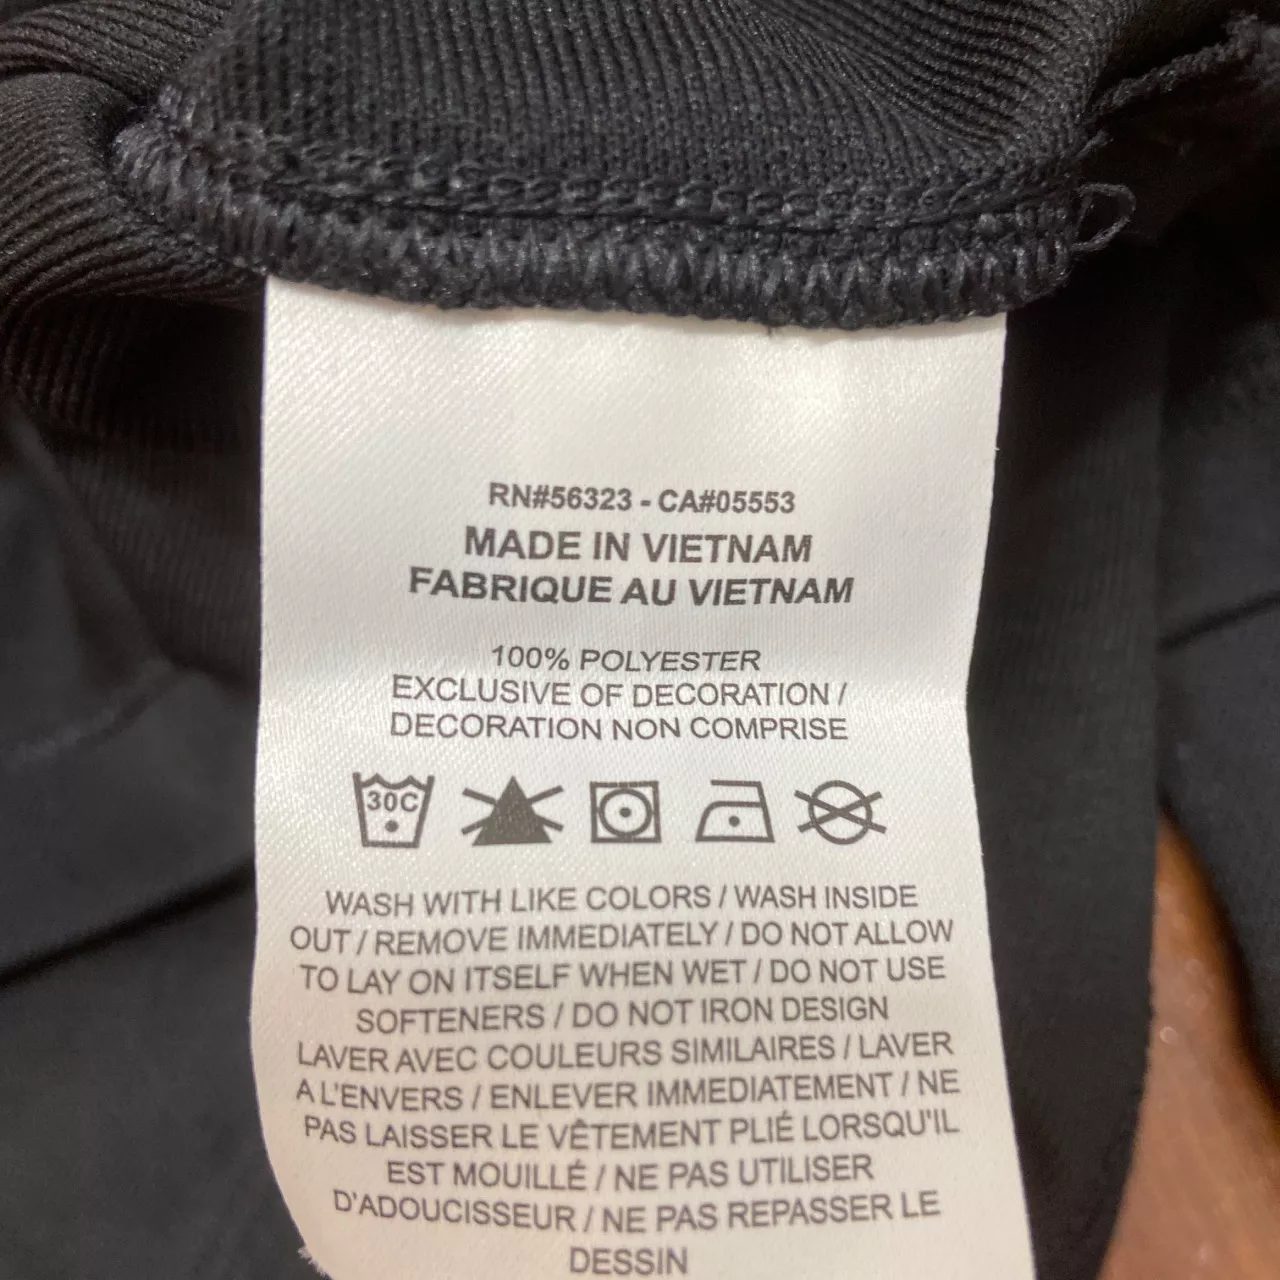 RN#56323 - CA#05553
MADE IN VIETNAM
FABRIQUE AU VIETNAM
100% POLYESTER
EXCLUSIVE OF DECORATION /
DECORATION NON COMPRISE
30C
WASH WITH LIKE COLORS / WASH INSIDE
OUT / REMOVE IMMEDIATELY / DO NOT ALLOW
TO LAY ON ITSELF WHEN WET / DO NOT USE
SOFTENERS / DO NOT IRON DESIGN
LAVER AVEC COULEURS SIMILAIRES / LAVER
A L'ENVERS / ENLEVER IMMEDIATEMENT / NE
PAS LAISSER LE VÊTEMENT PLIÉ LORSQU'IL
EST MOUILLÉ / NE PAS UTILISER
D'ADOUCISSEUR / NE PAS REPASSER LE
DESSIN